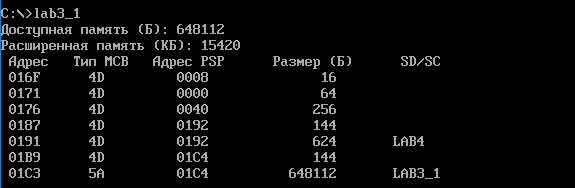 C:\>lab3_1
Доступная память (Б): 648112
Расширенная память (КБ): 15420
Адрес Тип MCB Адрес PSP Размер (Б) SD/SC
016F 4D 0008 16
0171 4D 0000 64
0176 4D 0040 256
0187 4D 0192 144
0191 4D 0192 624 LAB4
01B9 4D 01C4 144
01C3 5A 01C4 648112 LAB3_1